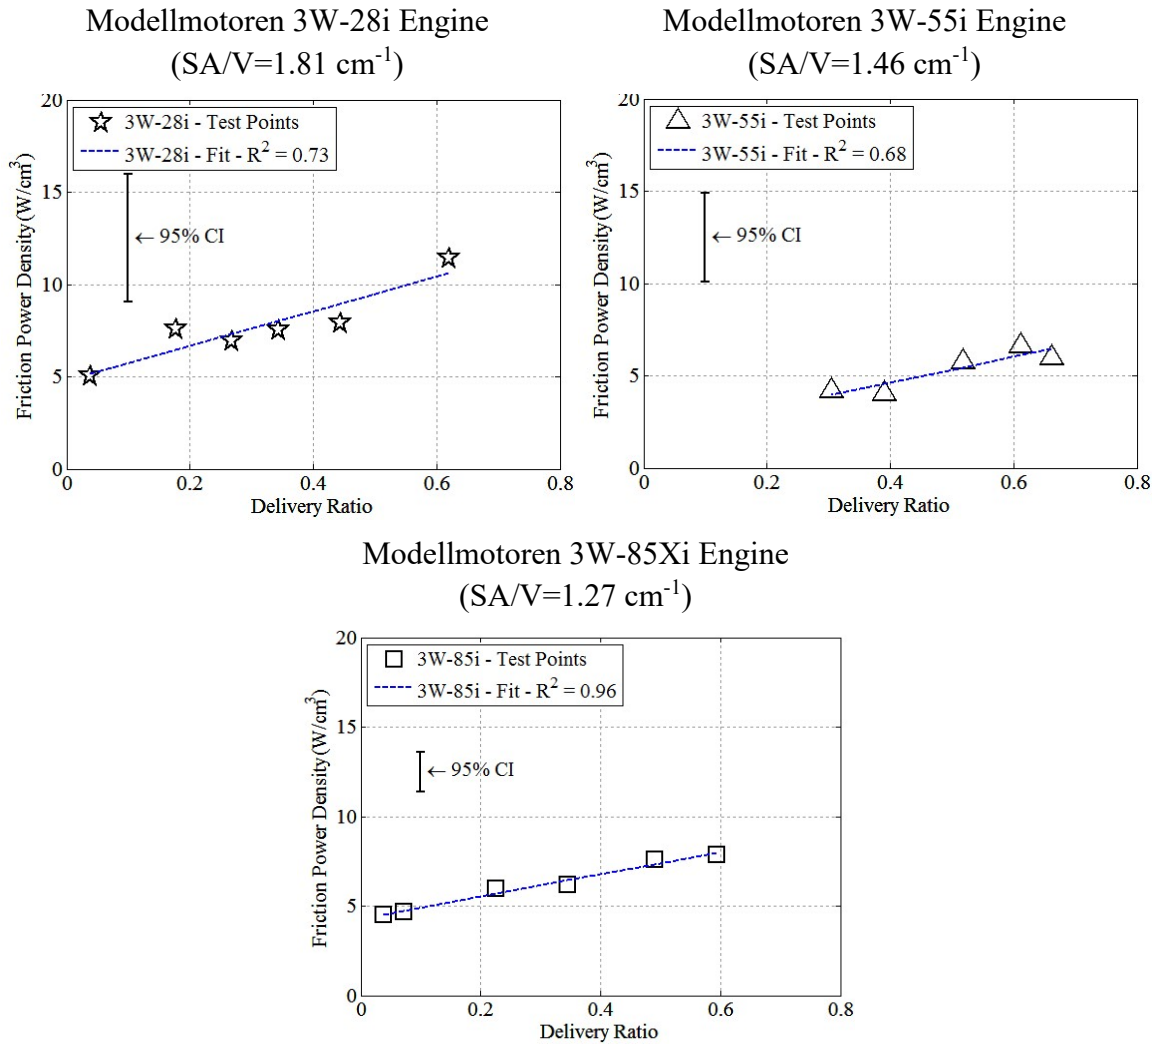 Modellmotoren 3W-28i Engine
(SA/V=1.81 cm⁻¹)
20
15
10
5
0
0 0.2 0.4 0.6 0.8
Friction Power Density (W/cm³)
Delivery Ratio
3W-28i - Test Points
3W-28i - Fit - R² = 0.73
← 95% CI
Modellmotoren 3W-55i Engine
(SA/V=1.46 cm⁻¹)
20
15
10
5
0
0 0.2 0.4 0.6 0.8
Friction Power Density (W/cm³)
Delivery Ratio
3W-55i - Test Points
3W-55i - Fit - R² = 0.68
← 95% CI
Modellmotoren 3W-85Xi Engine
(SA/V=1.27 cm⁻¹)
20
15
10
5
0
0 0.2 0.4 0.6 0.8
Friction Power Density (W/cm³)
Delivery Ratio
3W-85i - Test Points
3W-85i - Fit - R² = 0.96
← 95% CI